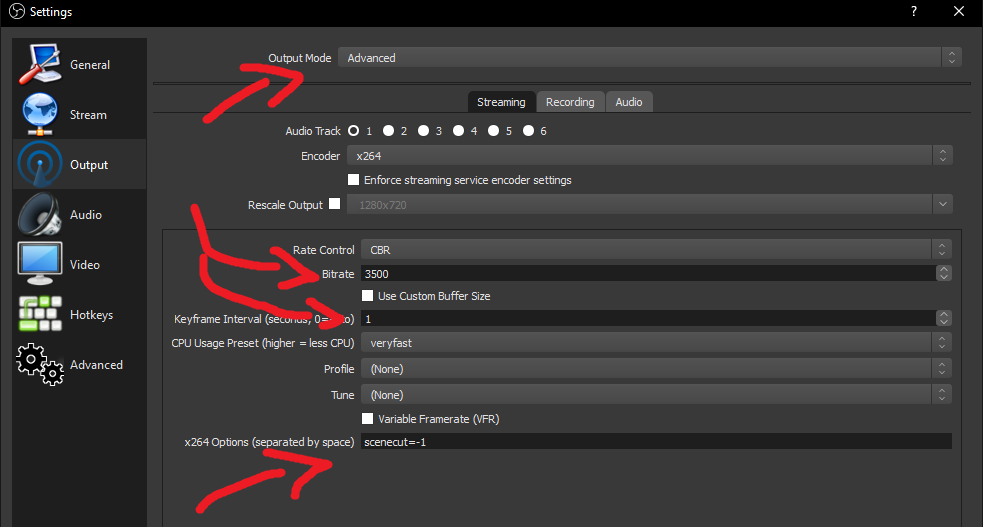 Settings
?
General
Stream
Output
Audio
Video
Hotkeys
Advanced
Output Mode Advanced
Streaming Recording Audio
Audio Track 1 2 3 4 5 6
Encoder x264
Enforce streaming service encoder settings
Rescale Output 1280x720
Rate Control CBR
Bitrate 3500
Use Custom Buffer Size
Keyframe Interval (seconds, 0= 1
CPU Usage Preset (higher = less CPU) veryfast
Profile (None)
Tune (None)
Variable Framerate (VFR)
x264 Options (separated by space) scenecut=-1